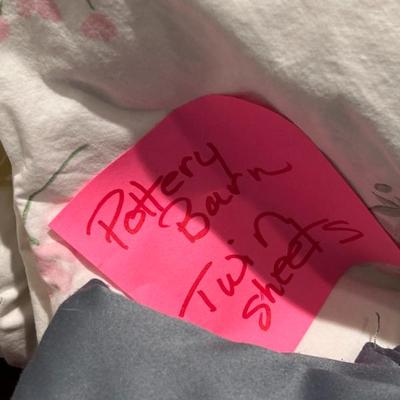 Pottery
Barn
Twin
Sheets